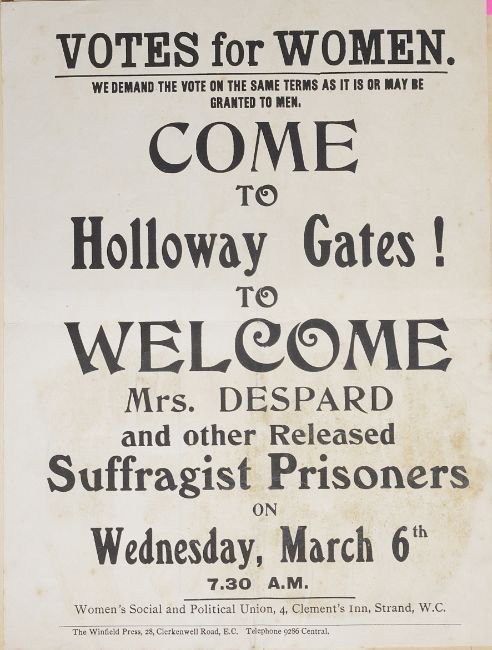 VOTES for WOMEN.
WE DEMAND THE VOTE ON THE SAME TERMS AS IT IS OR MAY BE
GRANTED TO MEN.
COME
TO
Holloway Gates !
TO
WELCOME
Mrs. DESPARD
and other Released
Suffragist Prisoners
ON
Wednesday, March 6th
7.30 A.M.
Women's Social and Political Union, 4, Clement's Inn, Strand, W.C.
The Winfield Press, 28, Clerkenwell Road, E.C. Telephone 9286 Central.